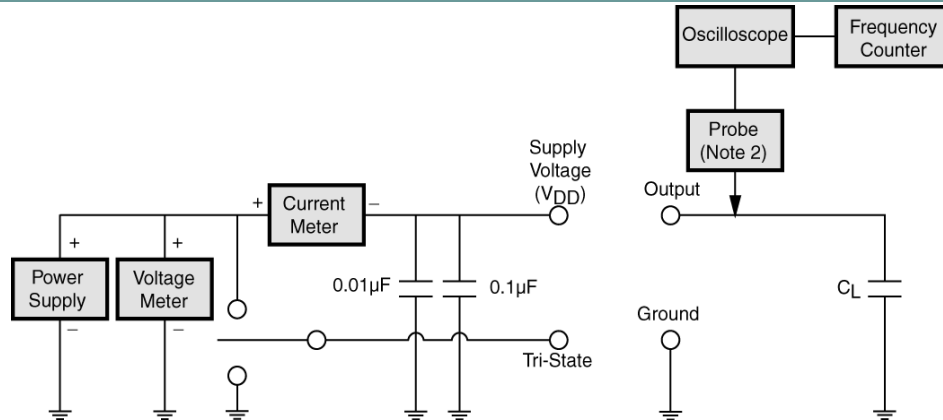 Oscilloscope
Frequency
Counter
Probe
(Note 2)
Supply
Voltage
(VDD)
Output
+
Current
Meter
−
+
+
Power
Supply
Voltage
Meter
−
−
0.01µF
0.1µF
CL
Ground
Tri-State